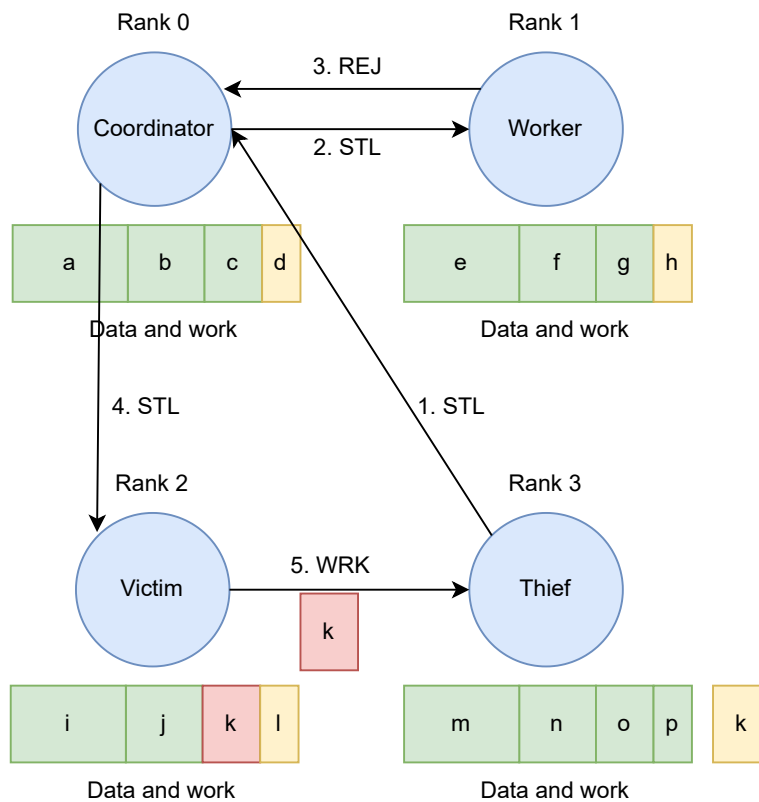 Rank 0
Rank 1
3. REJ
Coordinator
Worker
2. STL
a
b
c
d
e
f
g
h
Data and work
Data and work
4. STL
1. STL
Rank 2
Rank 3
5. WRK
Victim
Thief
k
i
j
k
l
m
n
o
p
k
Data and work
Data and work